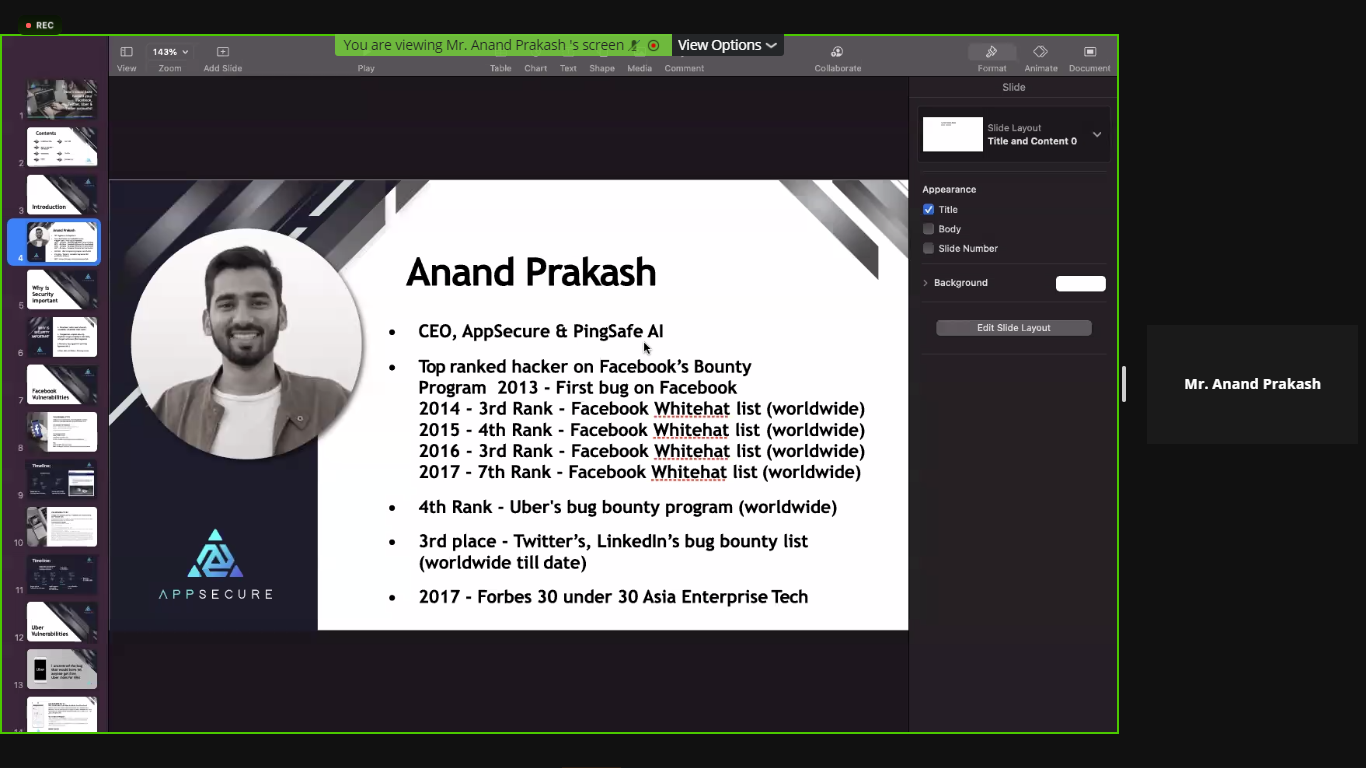 REC
You are viewing Mr. Anand Prakash 's screen
View Options
143%
View
Zoom
Add Slide
Play
Table
Chart
Text
Shape
Media
Comment
Collaborate
Format
Animate
Document
1
Contents
2
Introduction
3
Anand Prakash
4
Why is
Security
Important
5
6
Facebook
Vulnerabilities
7
8
Timeline:
9
10
Timeline:
11
Uber
Vulnerabilities
12
13
14
Anand Prakash
• CEO, AppSecure & PingSafe AI
• Top ranked hacker on Facebook’s Bounty
Program 2013 - First bug on Facebook
2014 - 3rd Rank - Facebook Whitehat list (worldwide)
2015 - 4th Rank - Facebook Whitehat list (worldwide)
2016 - 3rd Rank - Facebook Whitehat list (worldwide)
2017 - 7th Rank - Facebook Whitehat list (worldwide)
• 4th Rank - Uber's bug bounty program (worldwide)
• 3rd place - Twitter’s, LinkedIn’s bug bounty list
(worldwide till date)
• 2017 - Forbes 30 under 30 Asia Enterprise Tech
APPSECURE
Slide
Slide Layout
Title and Content 0
Appearance
Title
Body
Slide Number
Background
Edit Slide Layout
Mr. Anand Prakash